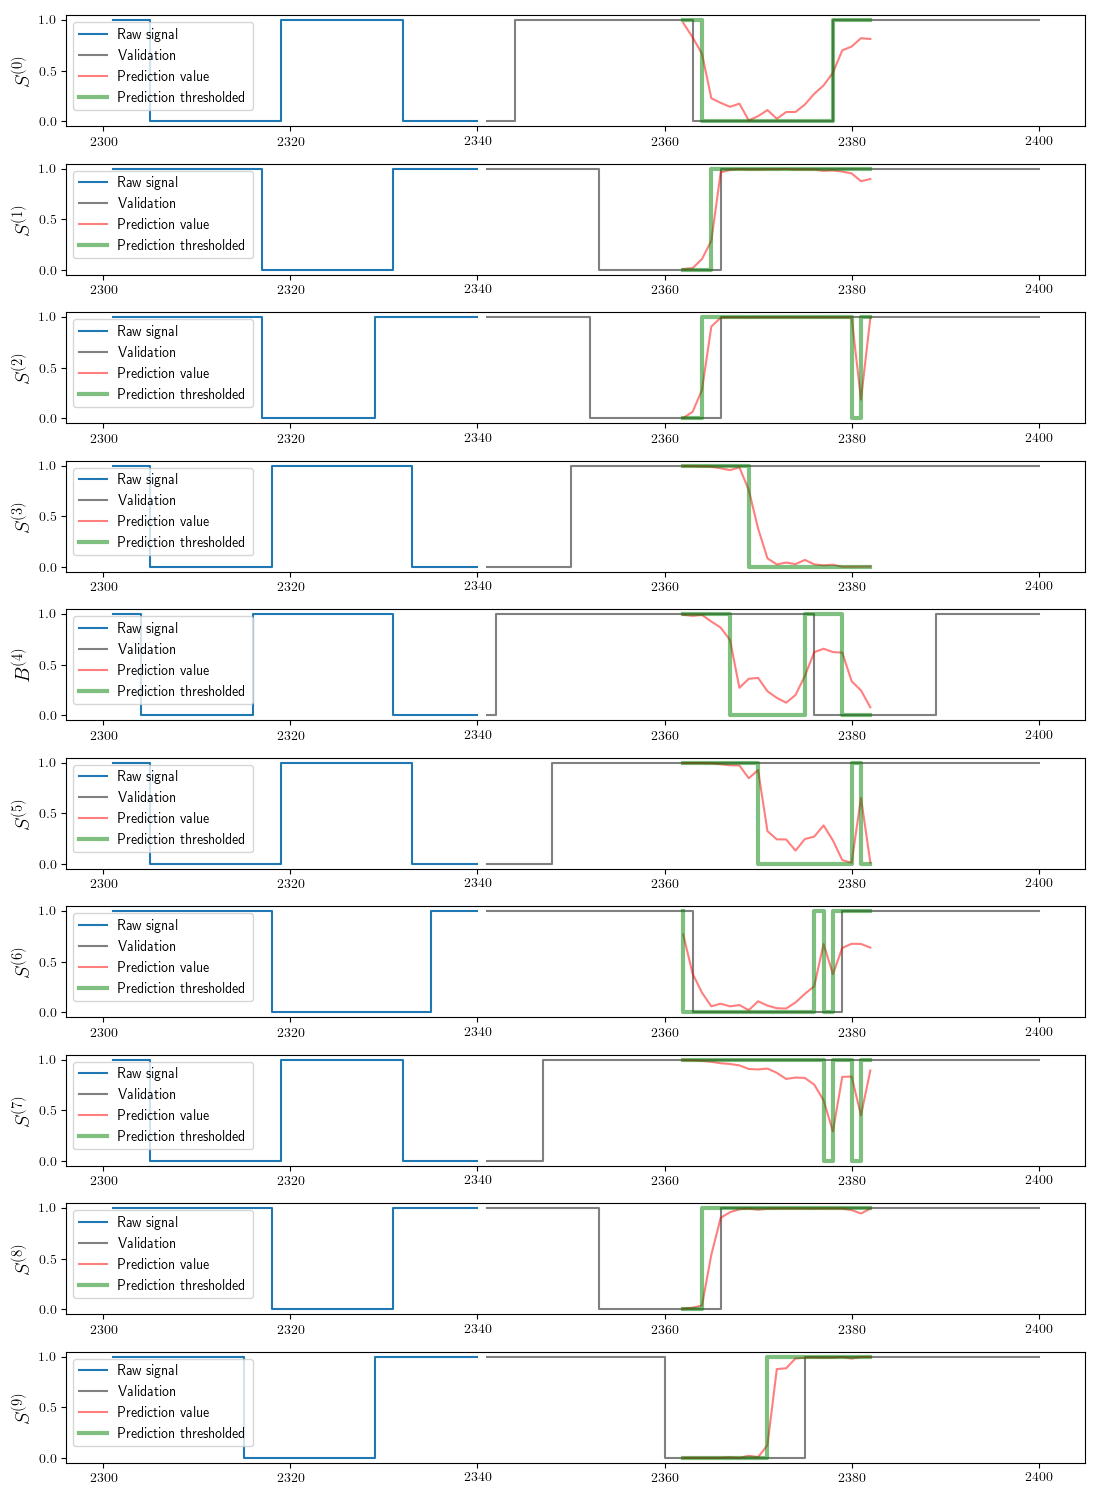 1.0
0.5
0.0
S^(0)
Raw signal
Validation
Prediction value
Prediction thresholded
2300 2320 2340 2360 2380 2400
1.0
0.5
0.0
S^(1)
Raw signal
Validation
Prediction value
Prediction thresholded
2300 2320 2340 2360 2380 2400
1.0
0.5
0.0
S^(2)
Raw signal
Validation
Prediction value
Prediction thresholded
2300 2320 2340 2360 2380 2400
1.0
0.5
0.0
S^(3)
Raw signal
Validation
Prediction value
Prediction thresholded
2300 2320 2340 2360 2380 2400
1.0
0.5
0.0
B^(4)
Raw signal
Validation
Prediction value
Prediction thresholded
2300 2320 2340 2360 2380 2400
1.0
0.5
0.0
S^(5)
Raw signal
Validation
Prediction value
Prediction thresholded
2300 2320 2340 2360 2380 2400
1.0
0.5
0.0
S^(6)
Raw signal
Validation
Prediction value
Prediction thresholded
2300 2320 2340 2360 2380 2400
1.0
0.5
0.0
S^(7)
Raw signal
Validation
Prediction value
Prediction thresholded
2300 2320 2340 2360 2380 2400
1.0
0.5
0.0
S^(8)
Raw signal
Validation
Prediction value
Prediction thresholded
2300 2320 2340 2360 2380 2400
1.0
0.5
0.0
S^(9)
Raw signal
Validation
Prediction value
Prediction thresholded
2300 2320 2340 2360 2380 2400